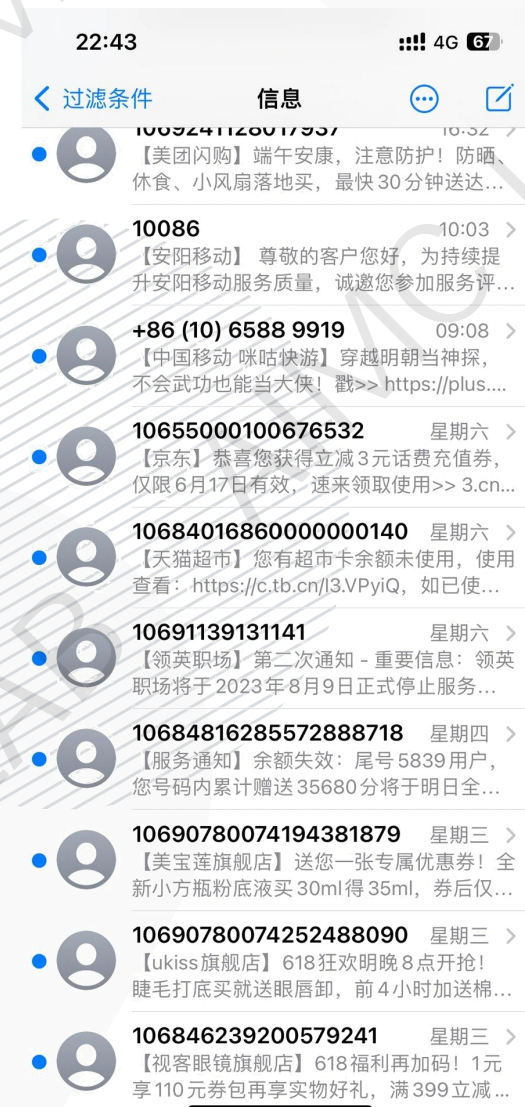 22:43
4G 67
过滤条件
信息
1069241128017937 16:32
【美团闪购】端午安康，注意防护！防晒、
休食、小风扇落地买，最快30分钟送达...
10086 10:03
【安阳移动】 尊敬的客户您好，为持续提
升安阳移动服务质量，诚邀您参加服务评...
+86 (10) 6588 9919 09:08
【中国移动 咪咕快游】穿越明朝当神探，
不会武功也能当大侠！戳>> https://plus....
10655000100676532 星期六
【京东】恭喜您获得立减3元话费充值券，
仅限6月17日有效，速来领取使用>> 3.cn...
10684016860000000140 星期六
【天猫超市】您有超市卡余额未使用，使用
查看：https://c.tb.cn/I3.VPyiQ，如已使...
10691139131141 星期六
【领英职场】第二次通知 – 重要信息：领英
职场将于2023年8月9日正式停止服务...
10684816285572888718 星期四
【服务通知】余额失效：尾号5839用户，
您号码内累计赠送35680分将于明日全...
10690780074194381879 星期三
【美宝莲旗舰店】送您一张专属优惠券！全
新小方瓶粉底液买30ml得35ml，券后仅...
10690780074252488090 星期三
【ukiss旗舰店】618狂欢明晚8点开抢！
睫毛打底买就送眼唇卸，前4小时加送棉...
106846239200579241 星期三
【视客眼镜旗舰店】618福利再加码！1元
享110元券包再享实物好礼，满399立减...